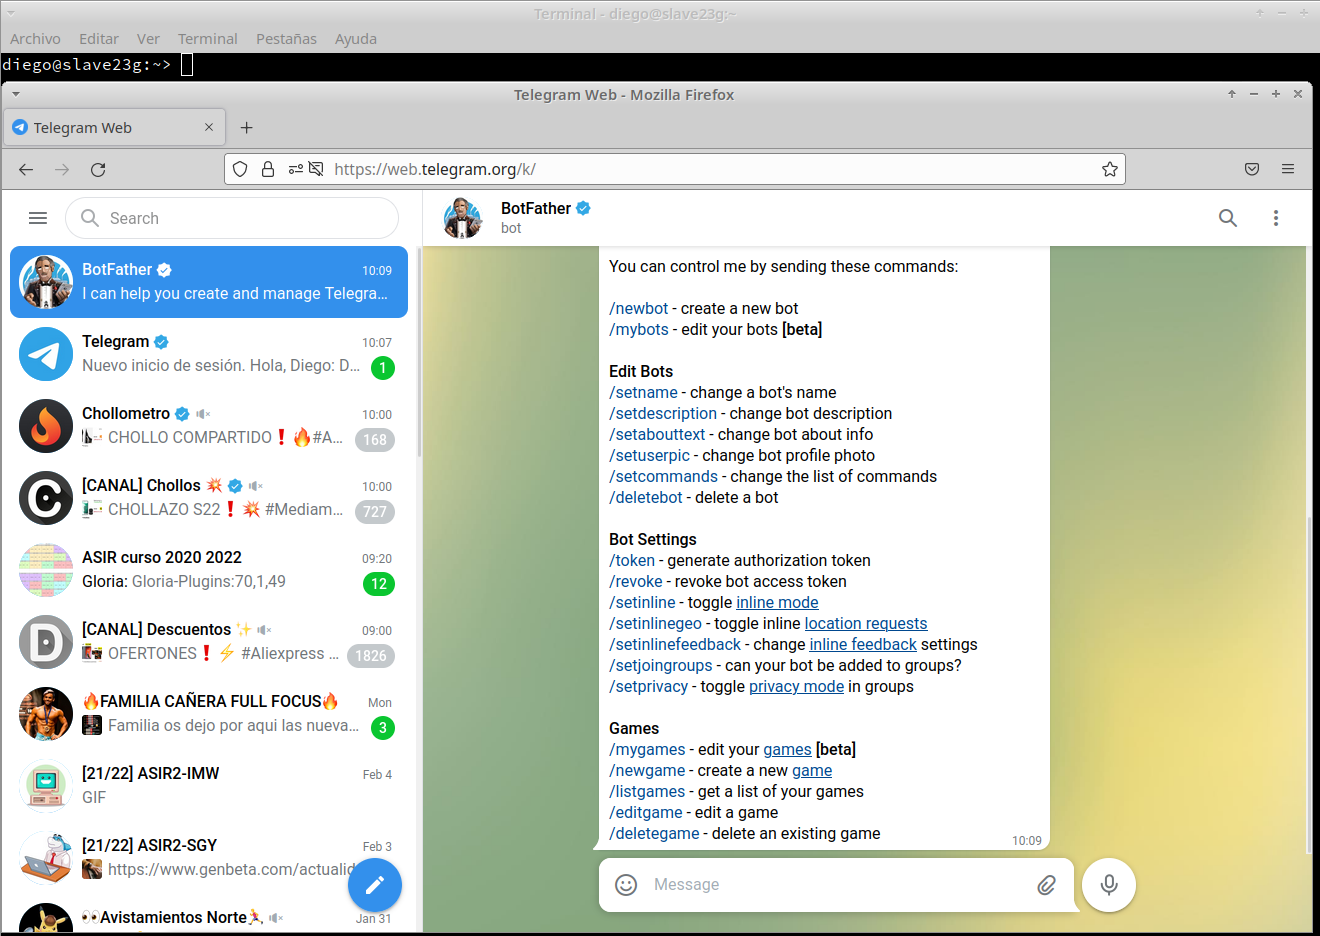 Terminal - diego@slave23g:~
Archivo Editar Ver Terminal Pestañas Ayuda
diego@slave23g:~>
Telegram Web - Mozilla Firefox
Telegram Web
https://web.telegram.org/k/
Search
BotFather
10:09
I can help you create and manage Telegra...
Telegram
10:07
Nuevo inicio de sesión. Hola, Diego: D...
1
Chollometro
10:00
CHOLLO COMPARTIDO❗🔥#A...
168
[CANAL] Chollos 💥
10:00
CHOLLAZO S22❗💥 #Mediam...
727
ASIR curso 2020 2022
09:20
Gloria: Gloria-Plugins:70,1,49
12
[CANAL] Descuentos ✨
09:00
OFERTONES❗⚡ #Aliexpress ...
1826
🔥FAMILIA CAÑERA FULL FOCUS🔥
Mon
Familia os dejo por aqui las nueva...
3
[21/22] ASIR2-IMW
Feb 4
GIF
[21/22] ASIR2-SGY
Feb 3
https://www.genbeta.com/actualid
👀Avistamientos Norte🏃
Jan 31
BotFather
bot
You can control me by sending these commands:
/newbot - create a new bot
/mybots - edit your bots [beta]
Edit Bots
/setname - change a bot's name
/setdescription - change bot description
/setabouttext - change bot about info
/setuserpic - change bot profile photo
/setcommands - change the list of commands
/deletebot - delete a bot
Bot Settings
/token - generate authorization token
/revoke - revoke bot access token
/setinline - toggle inline mode
/setinlinegeo - toggle inline location requests
/setinlinefeedback - change inline feedback settings
/setjoingroups - can your bot be added to groups?
/setprivacy - toggle privacy mode in groups
Games
/mygames - edit your games [beta]
/newgame - create a new game
/listgames - get a list of your games
/editgame - edit a game
/deletegame - delete an existing game
10:09
Message